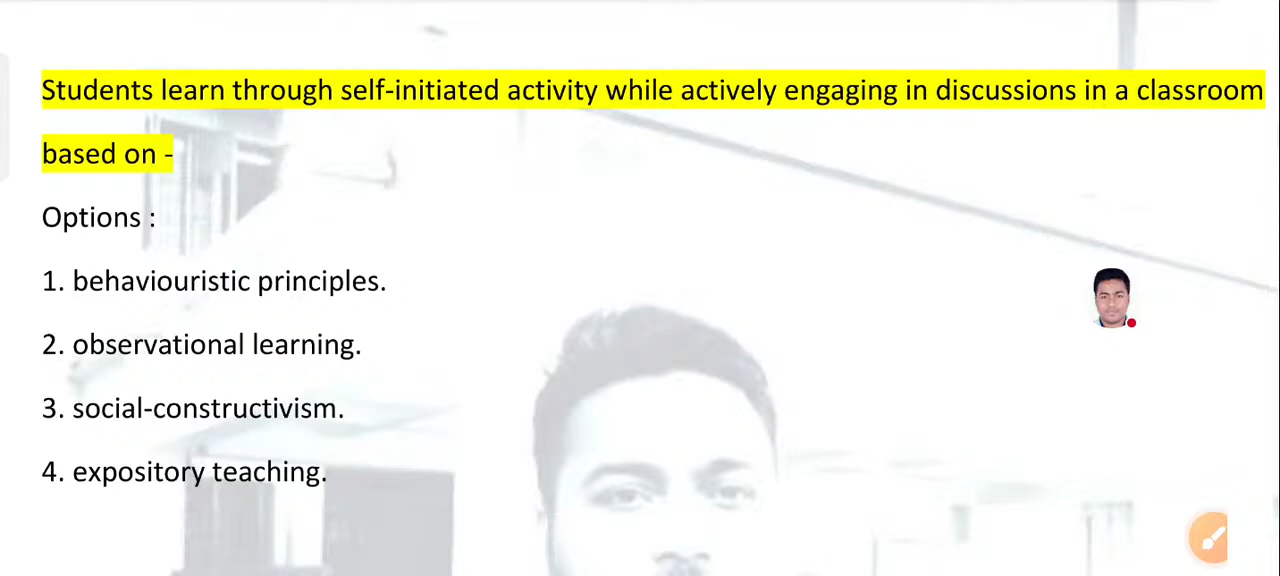 Students learn through self-initiated activity while actively engaging in discussions in a classroom
based on -
Options :
1. behaviouristic principles.
2. observational learning.
3. social-constructivism.
4. expository teaching.